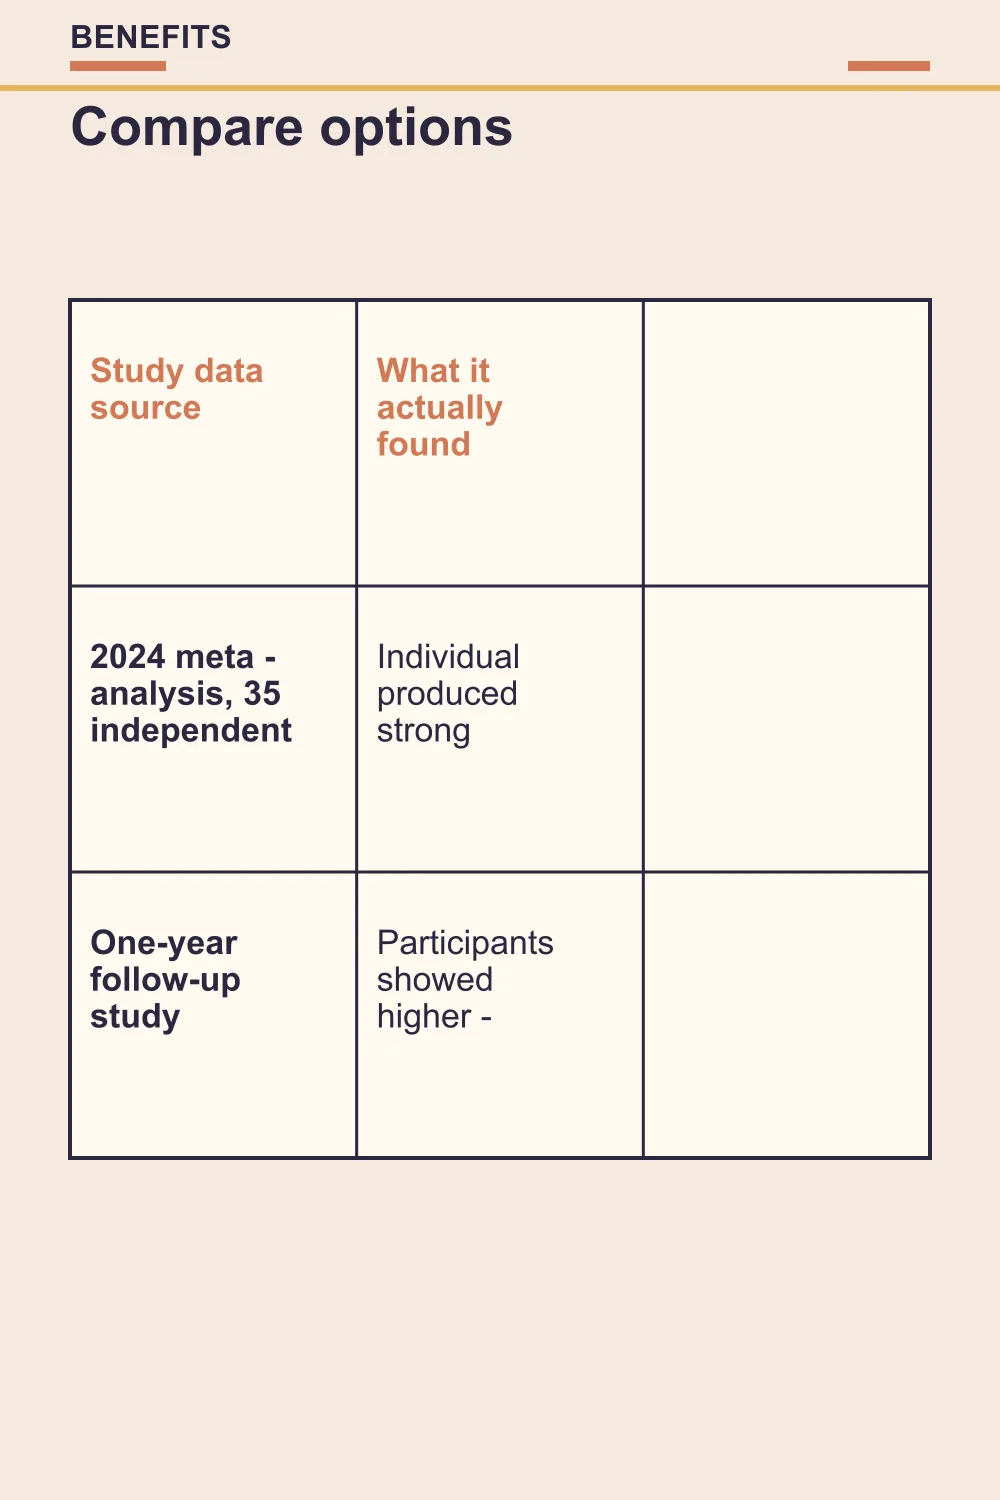 BENEFITS
Compare options
Study data
source
What it
actually
found
2024 meta -
analysis, 35
independent
Individual
produced
strong
One-year
follow-up
study
Participants
showed
higher -